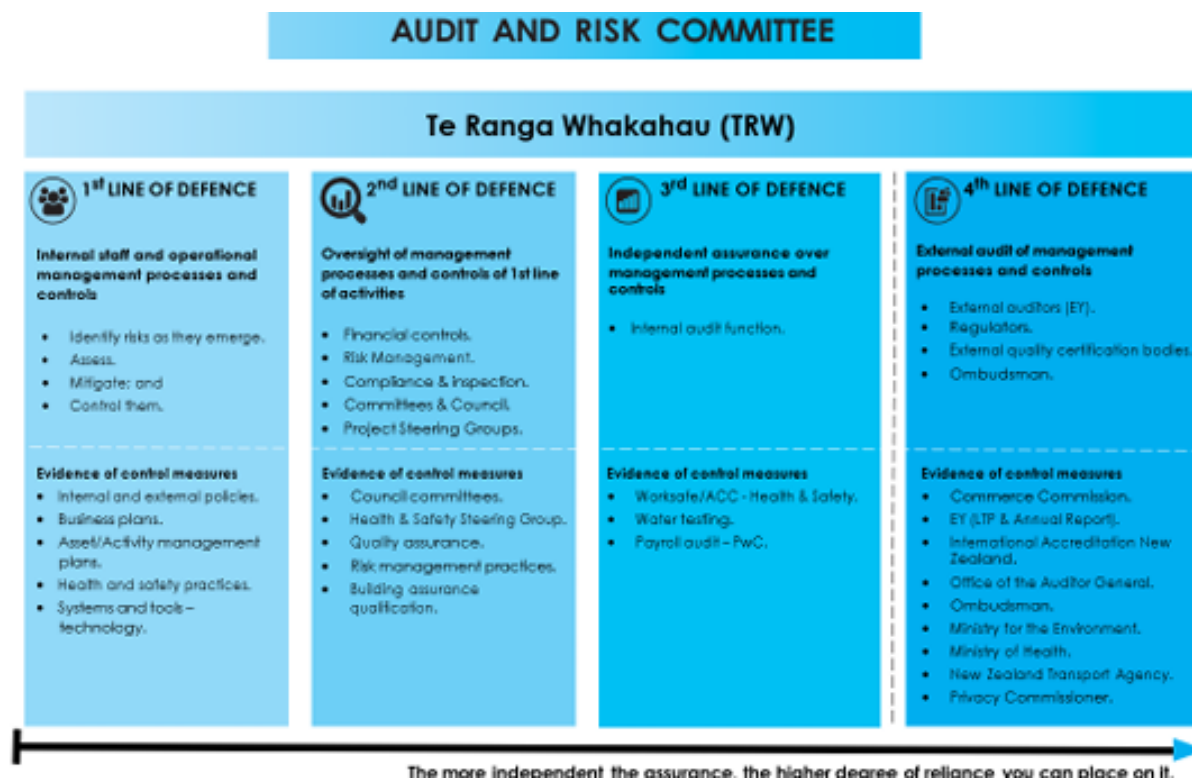 AUDIT AND RISK COMMITTEE
Te Ranga Whakahau (TRW)
1st LINE OF DEFENCE
Internal staff and operational
management processes and
controls
• Identify risks as they emerge.
• Assess.
• Mitigate; and
• Control them.
Evidence of control measures
• Internal and external policies.
• Business plans.
• Asset/Activity management
plans.
• Health and safety practices.
• Systems and tools –
technology.
2nd LINE OF DEFENCE
Oversight of management
processes and controls of 1st line
of activities
• Financial controls.
• Risk Management.
• Compliance & Inspection.
• Committees & Council.
• Project Steering Groups.
Evidence of control measures
• Council committees.
• Health & Safety Steering Group.
• Quality assurance.
• Risk management practices.
• Building assurance
qualification.
3rd LINE OF DEFENCE
Independent assurance over
management processes and
controls
• Internal audit function.
Evidence of control measures
• Worksafe/ACC - Health & Safety.
• Water testing.
• Payroll audit – PwC.
4th LINE OF DEFENCE
External audit of management
processes and controls
• External auditors (EY).
• Regulators.
• External quality certification bodies.
• Ombudsman.
Evidence of control measures
• Commerce Commission.
• EY (LTP & Annual Report).
• International Accreditation New
Zealand.
• Office of the Auditor General.
• Ombudsman.
• Ministry for the Environment.
• Ministry of Health.
• New Zealand Transport Agency.
• Privacy Commissioner.
The more independent the assurance, the higher degree of reliance you can place on it.